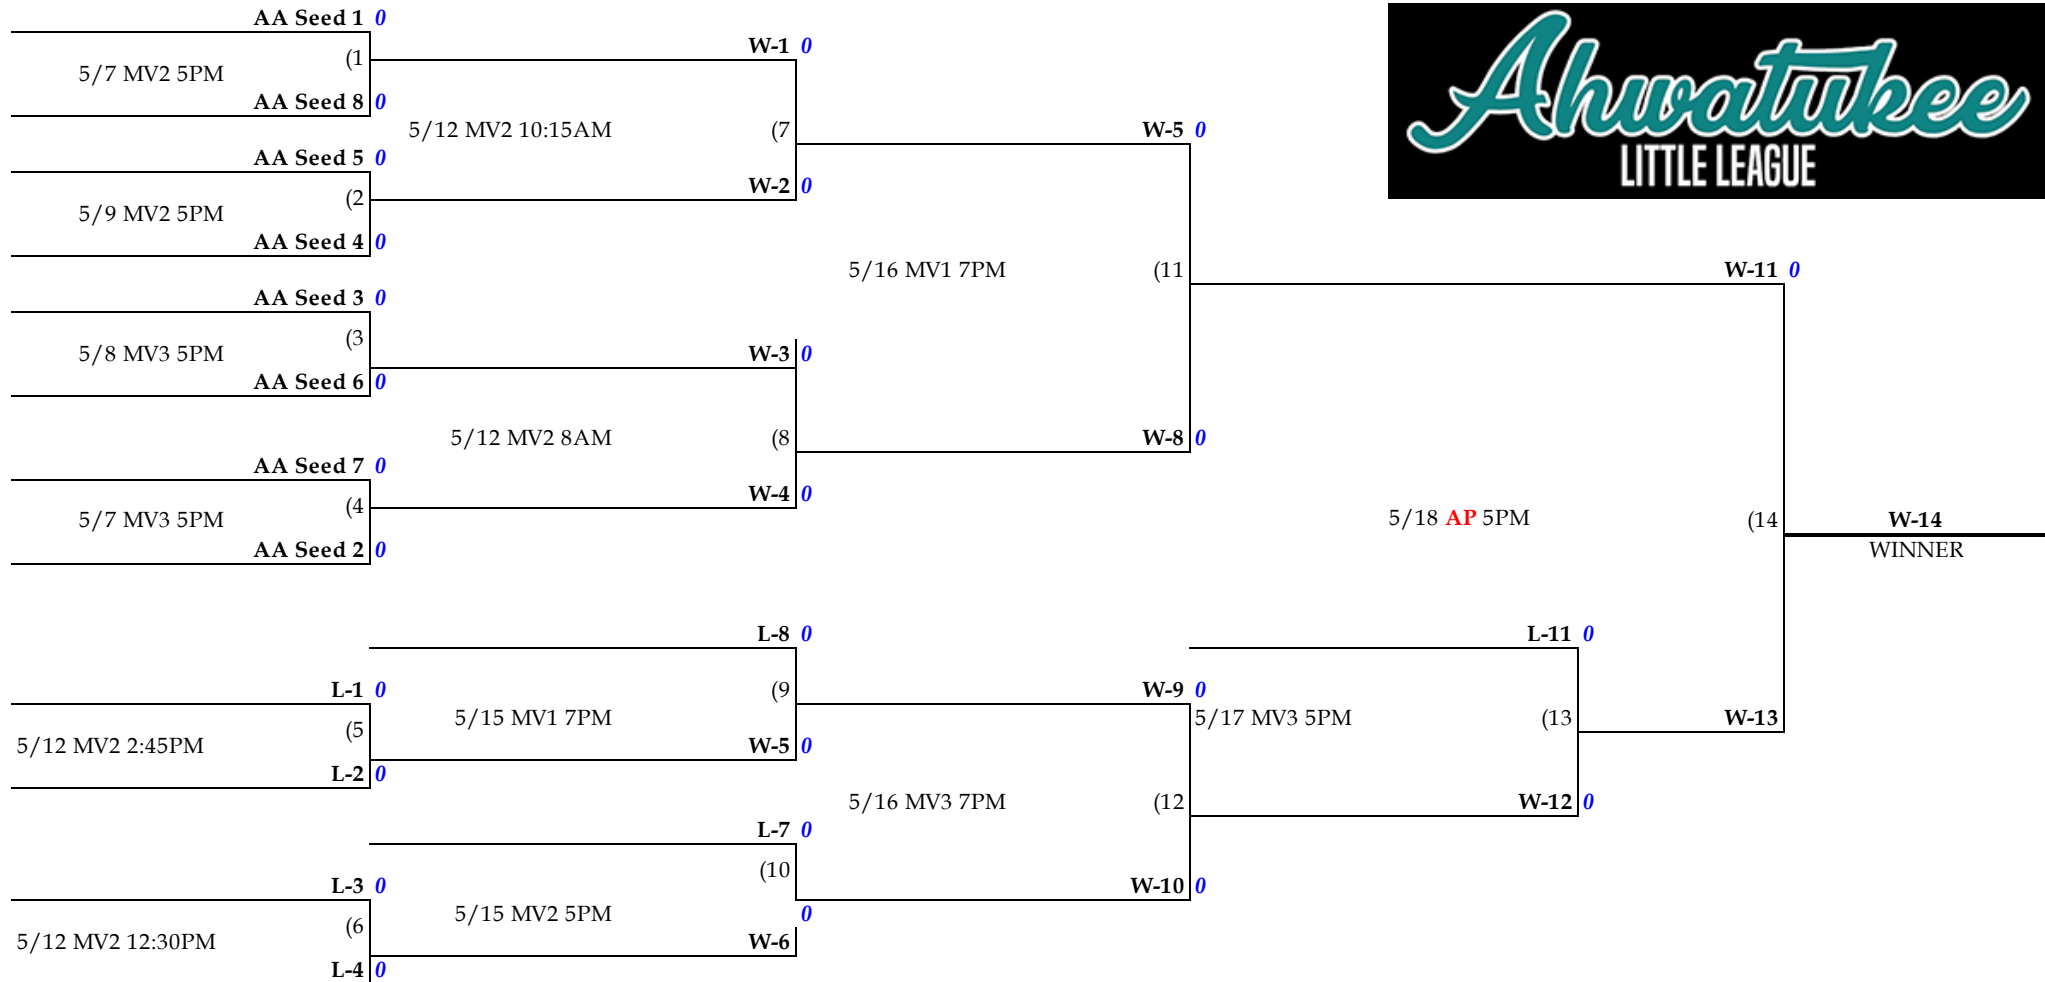 AA Seed 1 0
(1
5/7 MV2 5PM
AA Seed 8 0
AA Seed 5 0
(2
5/9 MV2 5PM
AA Seed 4 0
AA Seed 3 0
(3
5/8 MV3 5PM
AA Seed 6 0
AA Seed 7 0
(4
5/7 MV3 5PM
AA Seed 2 0
L-1 0
(5
5/12 MV2 2:45PM
L-2 0
L-3 0
(6
5/12 MV2 12:30PM
L-4 0
W-1 0
5/12 MV2 10:15AM (7
W-2 0
W-3 0
5/12 MV2 8AM (8
W-4 0
L-8 0
(9
5/15 MV1 7PM
W-5 0
L-7 0
(10
5/15 MV2 5PM
0
W-6
W-5 0
5/16 MV1 7PM (11
W-8 0
W-9 0
5/16 MV3 7PM (12
W-10 0
L-11 0
5/17 MV3 5PM (13
W-12 0
W-11 0
5/18 AP 5PM (14
W-13
W-14
WINNER
Ahwatukee
LITTLE LEAGUE